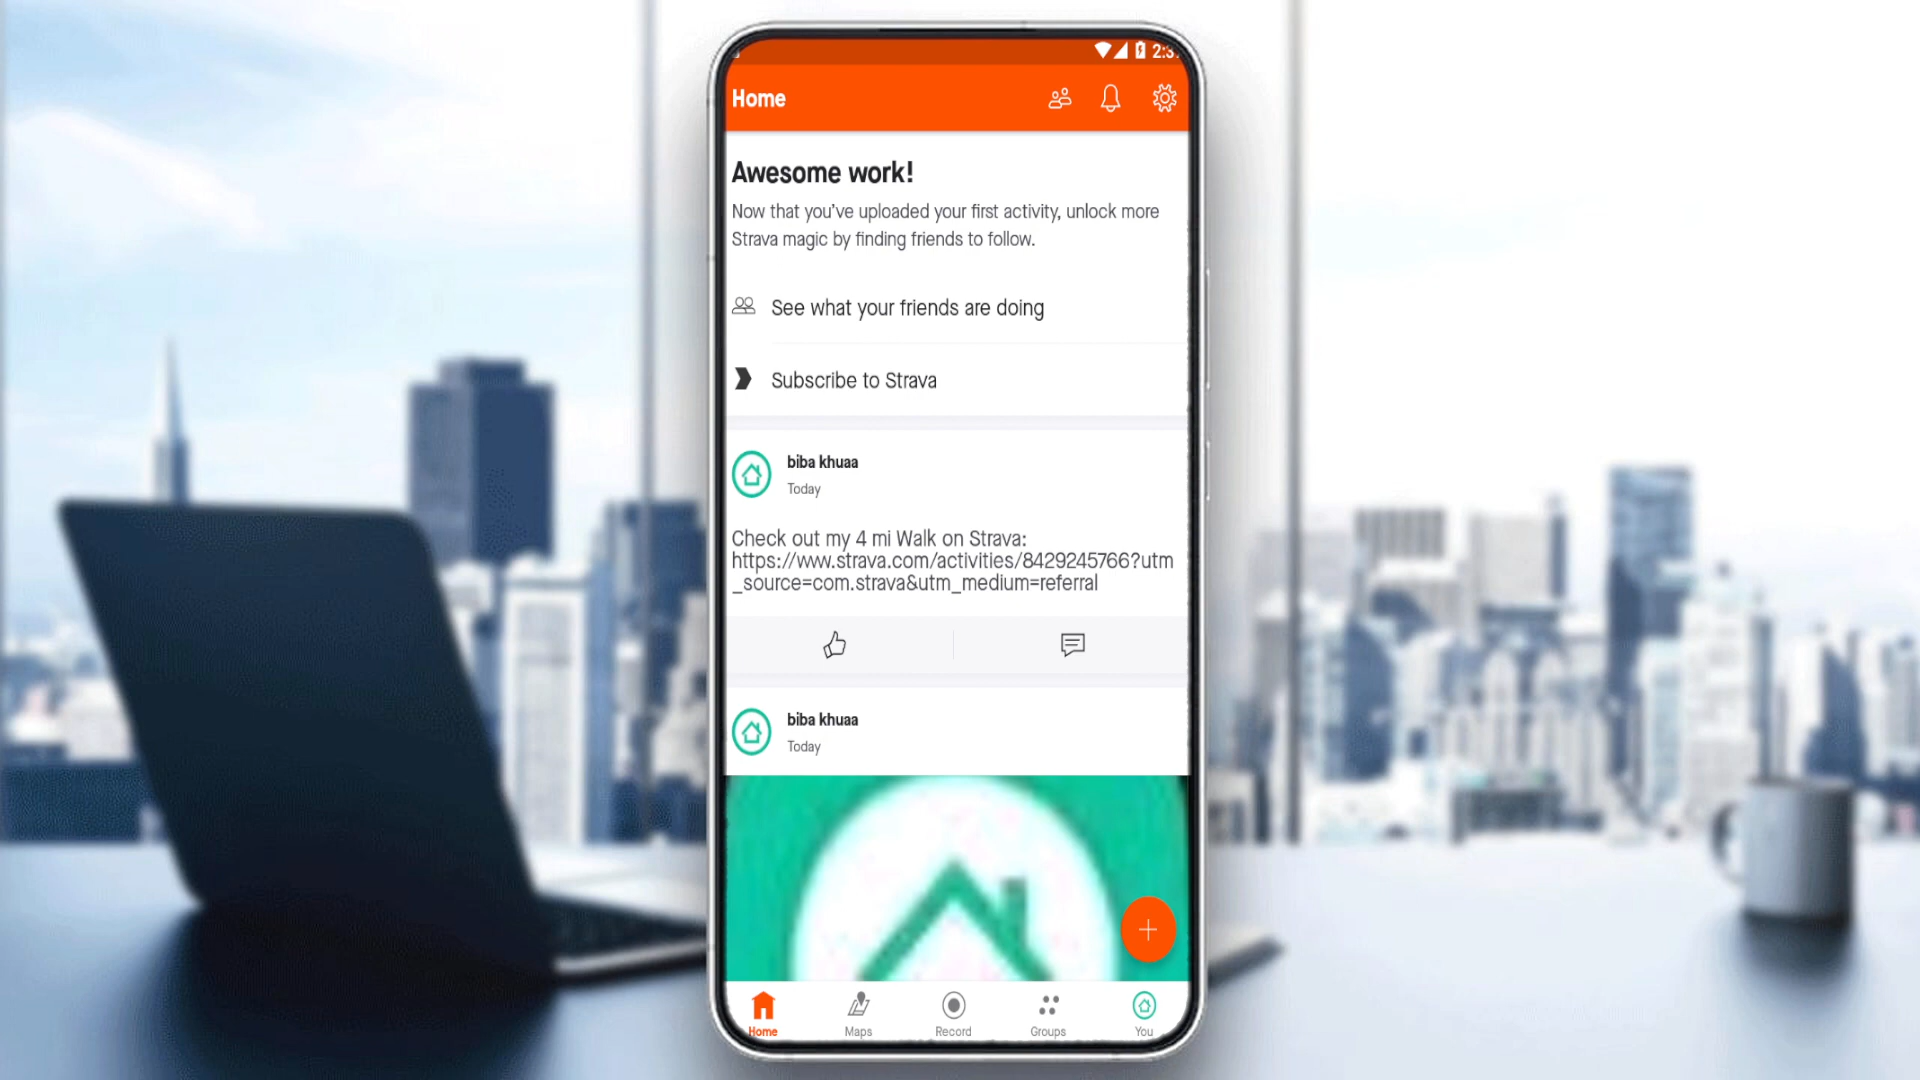 Home
Awesome work!
Now that you've uploaded your first activity, unlock more
Strava magic by finding friends to follow.
See what your friends are doing
Subscribe to Strava
biba khuaa
Today
Check out my 4 mi Walk on Strava:
https://www.strava.com/activities/8429245766?utm
_source=com.strava&utm_medium=referral
biba khuaa
Today
Home
Maps
Record
Groups
You